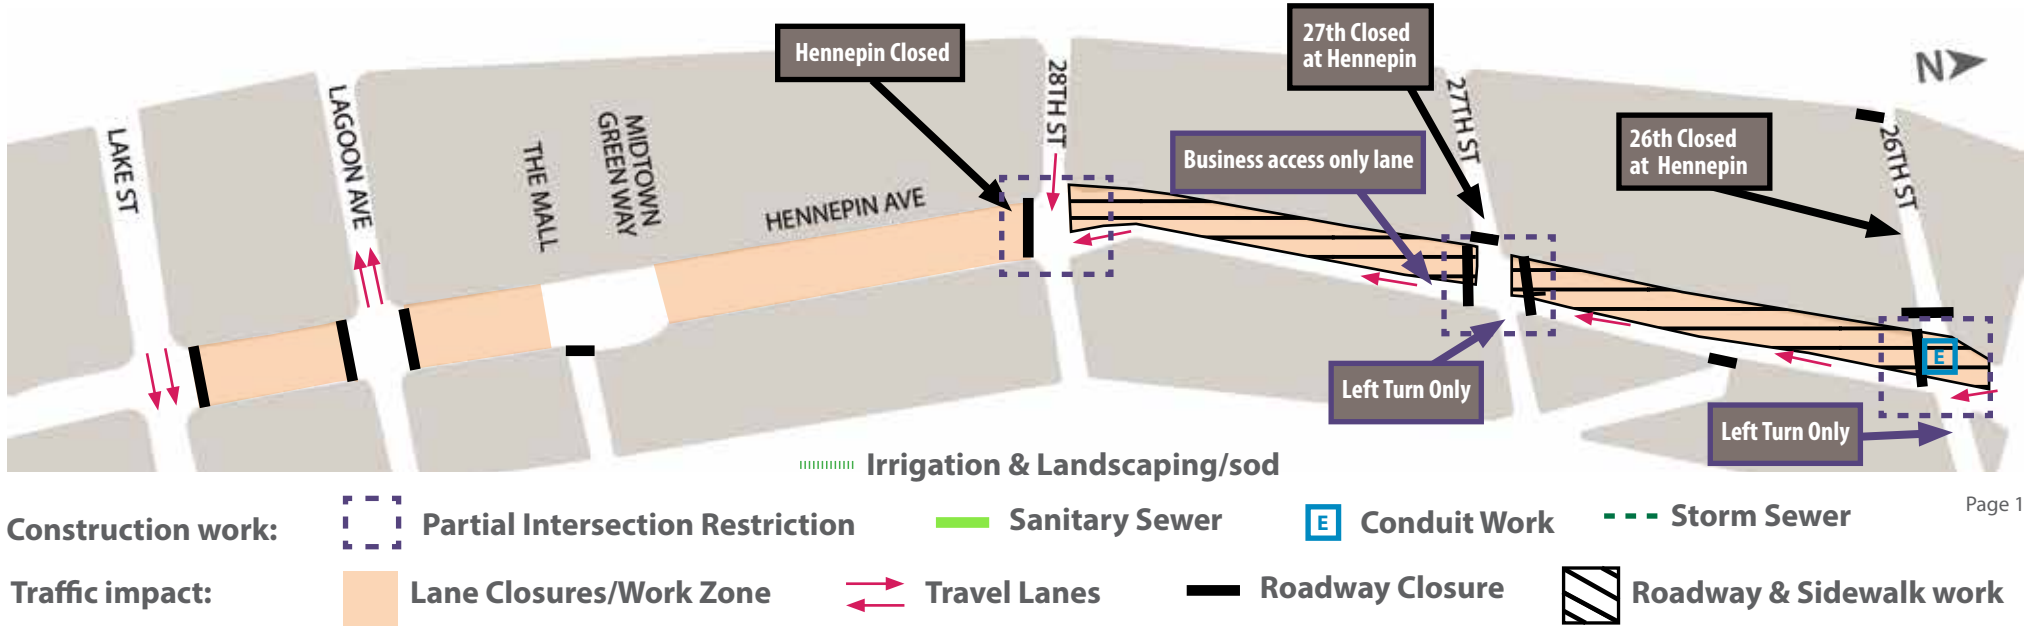 Hennepin Closed
27th Closed
at Hennepin
N
28TH ST
LAGOON AVE
27TH ST
MIDTOWN
GREEN WAY
26th Closed
at Hennepin
26TH ST
LAKE ST
THE MALL
Business access only lane
HENNEPIN AVE
E
Left Turn Only
Left Turn Only
Irrigation & Landscaping/sod
Construction work:
Partial Intersection Restriction
Sanitary Sewer
E
Conduit Work
Storm Sewer
Page 1
Traffic impact:
Lane Closures/Work Zone
Travel Lanes
Roadway Closure
Roadway & Sidewalk work